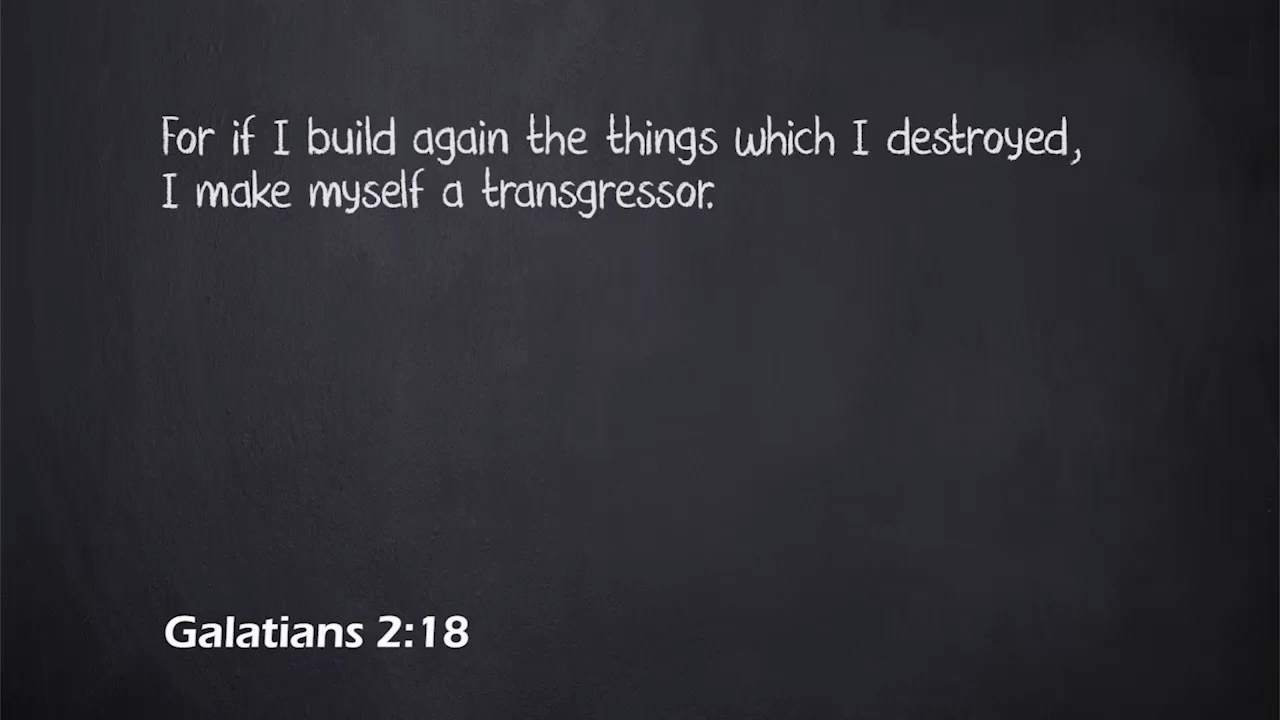 For if I build again the things which I destroyed,
I make myself a transgressor.
Galatians 2:18